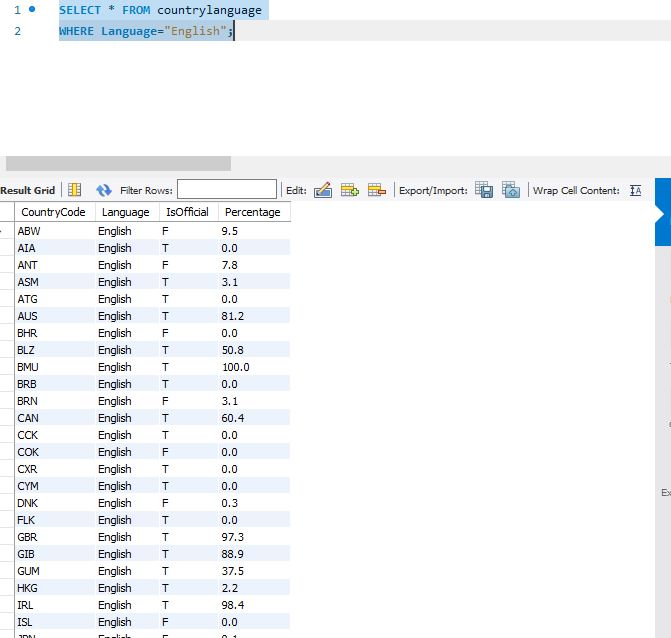 1 SELECT * FROM countrylanguage
2 WHERE Language="English";
Result Grid Filter Rows: Edit: Export/Import: Wrap Cell Content:
CountryCode Language IsOfficial Percentage
ABW English F 9.5
AIA English T 0.0
ANT English F 7.8
ASM English T 3.1
ATG English T 0.0
AUS English T 81.2
BHR English F 0.0
BLZ English T 50.8
BMU English T 100.0
BRB English T 0.0
BRN English F 3.1
CAN English T 60.4
CCK English T 0.0
COK English F 0.0
CXR English T 0.0
CYM English T 0.0
DNK English F 0.3
FLK English T 0.0
GBR English T 97.3
GIB English T 88.9
GUM English T 37.5
HKG English T 2.2
IRL English T 98.4
ISL English F 0.0
English F 0.1